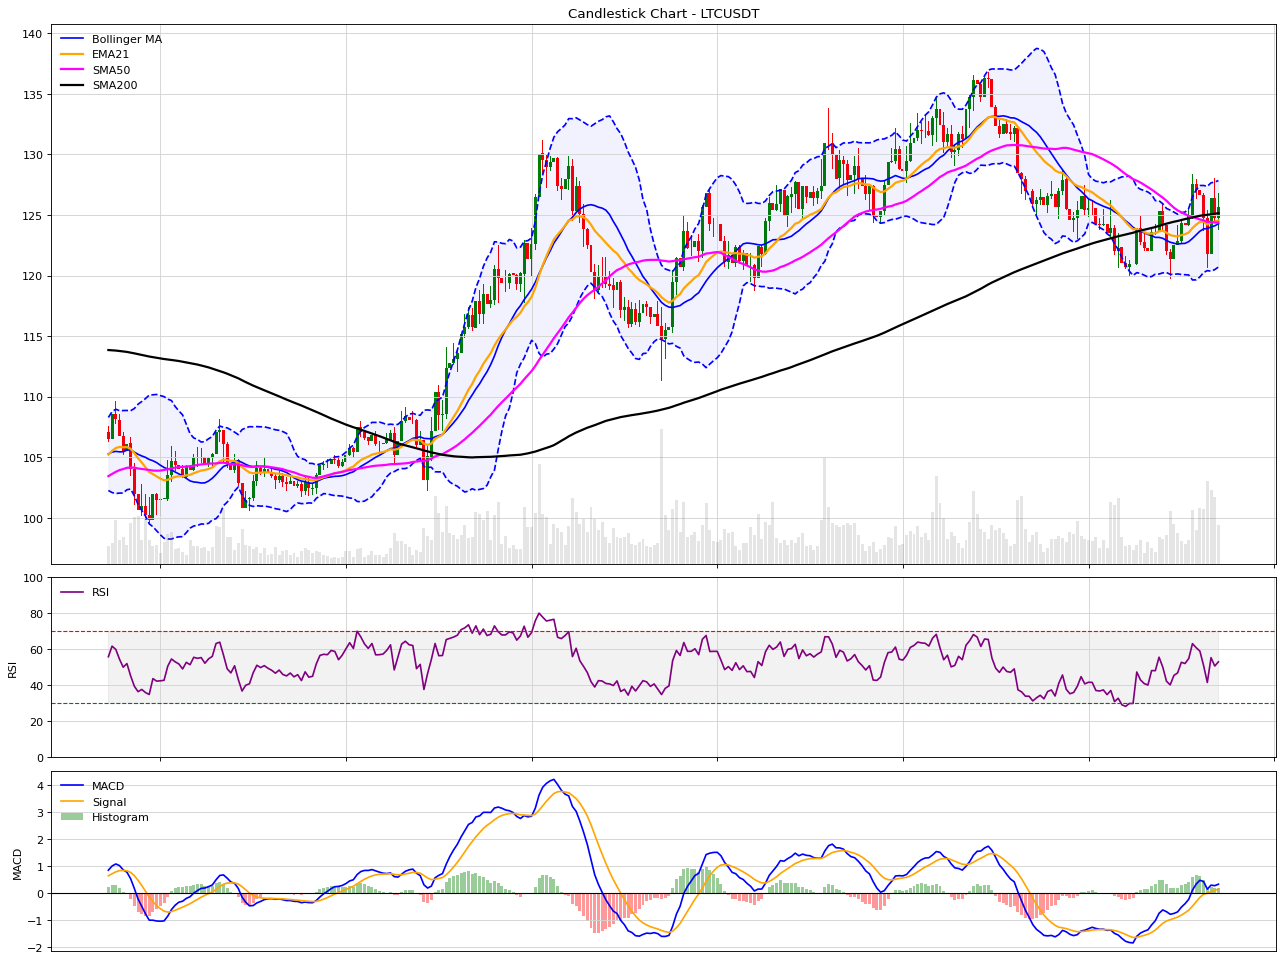 Candlestick Chart - LTCUSDT
Bollinger MA
EMA21
SMA50
SMA200
140
135
130
125
120
115
110
105
100
RSI
100
80
60
40
20
0
RSI
MACD
Signal
Histogram
4
3
2
1
0
−1
−2
MACD